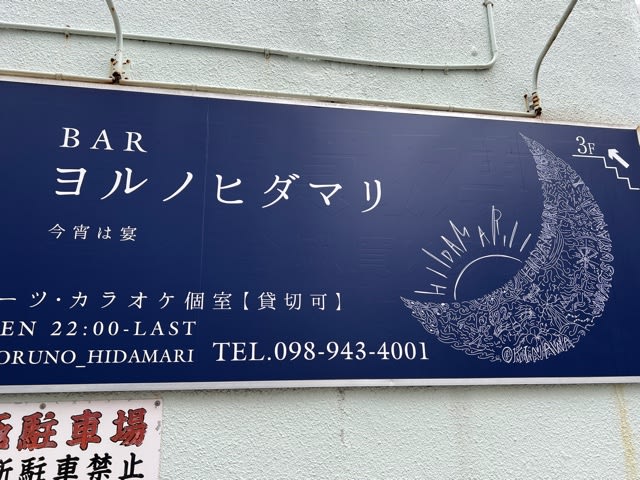 BAR
ヨルノヒダマリ
今宵は宴
3F
HIDAMARI
ーツ・カラオケ個室【貸切可】
EN 22:00-LAST
ORUNO_HIDAMARI TEL.098-943-4001
@OKINAWA
駐車場
駐車禁止